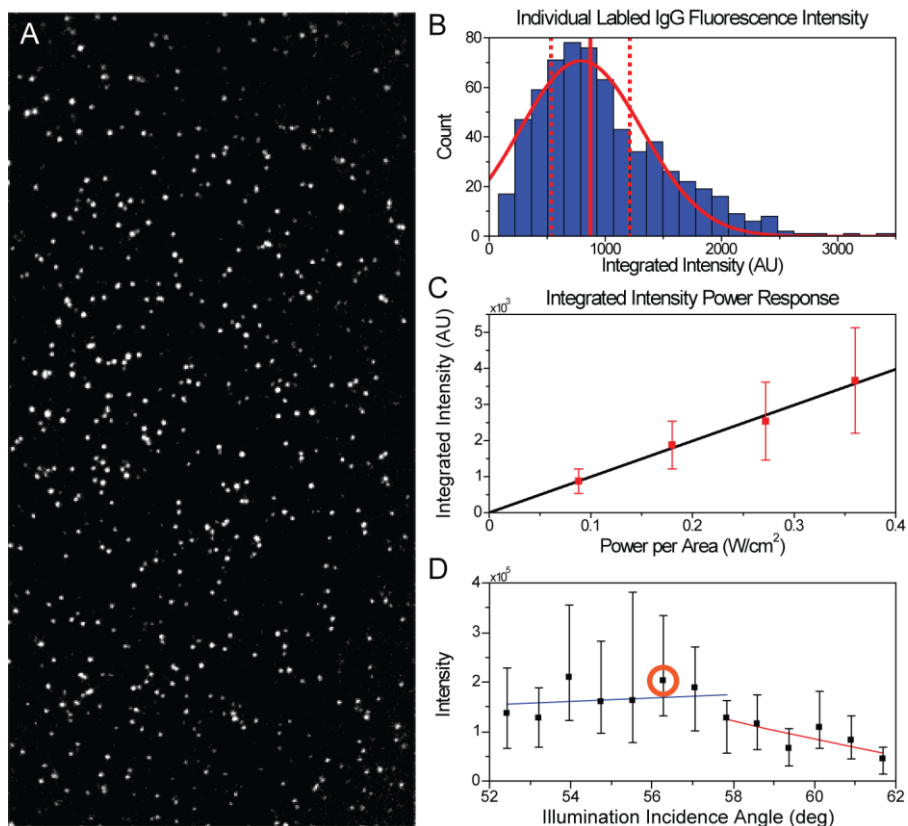 A
B
Individual Labled IgG Fluorescence Intensity
80
60
40
20
0
Count
0 1000 2000 3000
Integrated Intensity (AU)
C
Integrated Intensity Power Response
x10³
5
4
3
2
1
0
Integrated Intensity (AU)
0 0.1 0.2 0.3 0.4
Power per Area (W/cm²)
D
x10⁵
4
3
2
1
0
Intensity
52 54 56 58 60 62
Illumination Incidence Angle (deg)